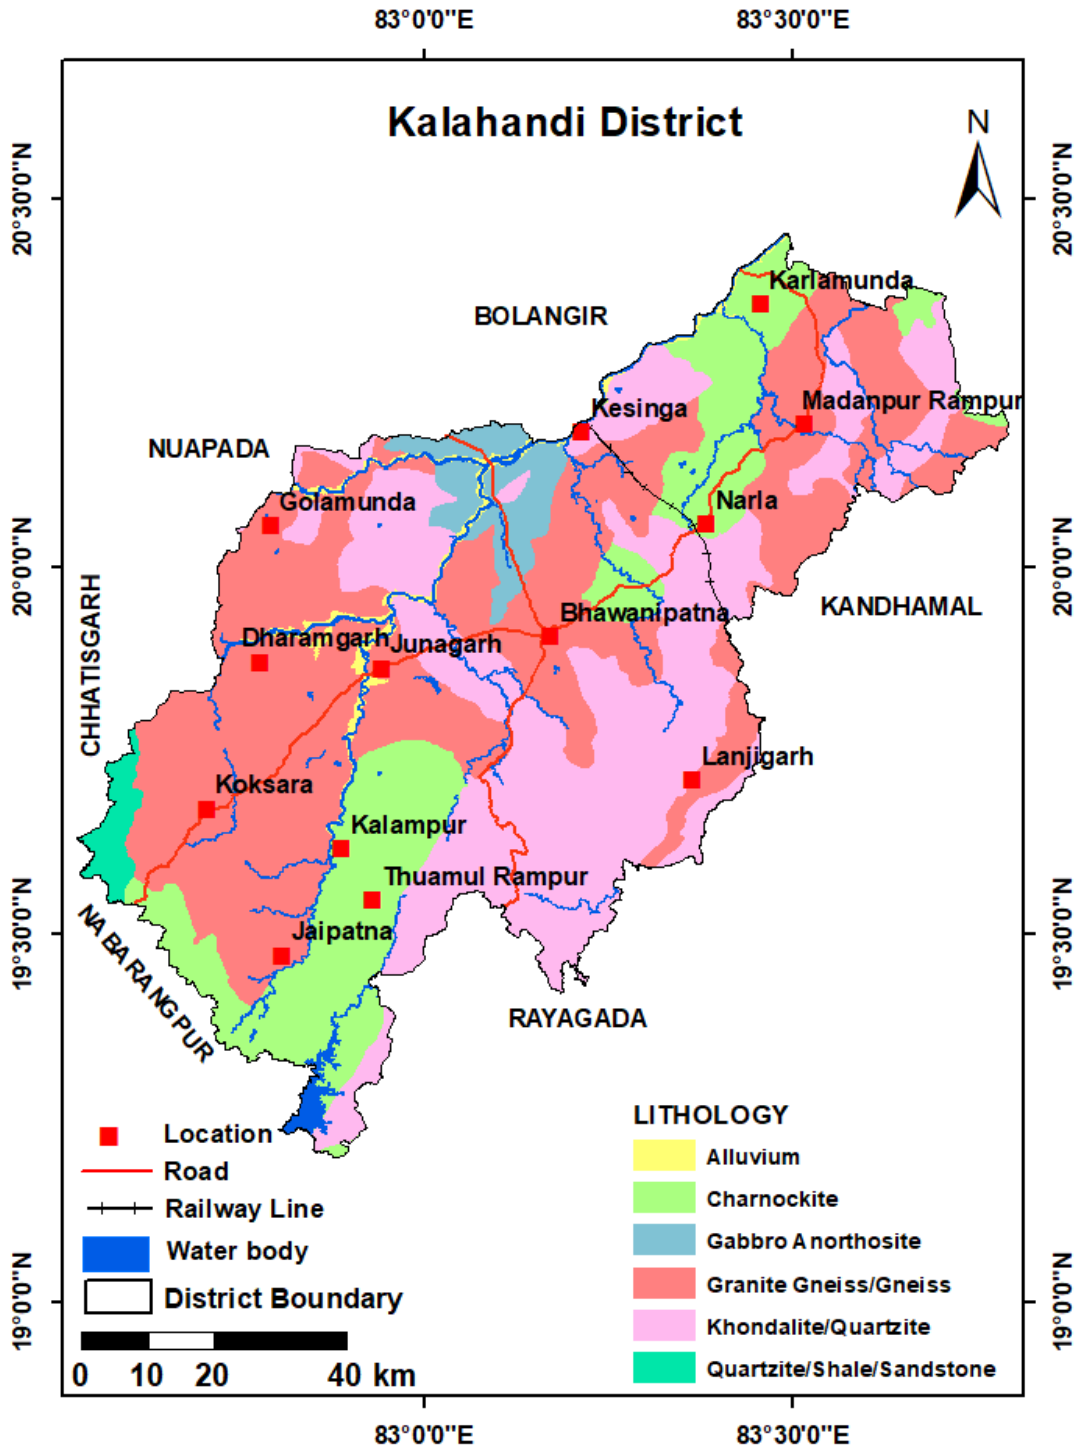 83°0'0"E
83°30'0"E
Kalahandi District
N
20°30'0"N
20°30'0"N
Karlamunda
BOLANGIR
Madanpur Rampur
Kesinga
NUAPADA
Golamunda
Narla
20°0'0"N
20°0'0"N
KANDHAMAL
Bhawanipatna
Dharamgarh
Junagarh
CHHATISGARH
Lanjigarh
Koksara
Kalampur
Thuamul Rampur
Jaipatna
19°30'0"N
19°30'0"N
NABARANGPUR
RAYAGADA
Location
Road
Railway Line
Water body
District Boundary
0 10 20 40 km
LITHOLOGY
Alluvium
Charnockite
Gabbro Anorthosite
Granite Gneiss/Gneiss
Khondalite/Quartzite
Quartzite/Shale/Sandstone
19°0'0"N
19°0'0"N
83°0'0"E
83°30'0"E